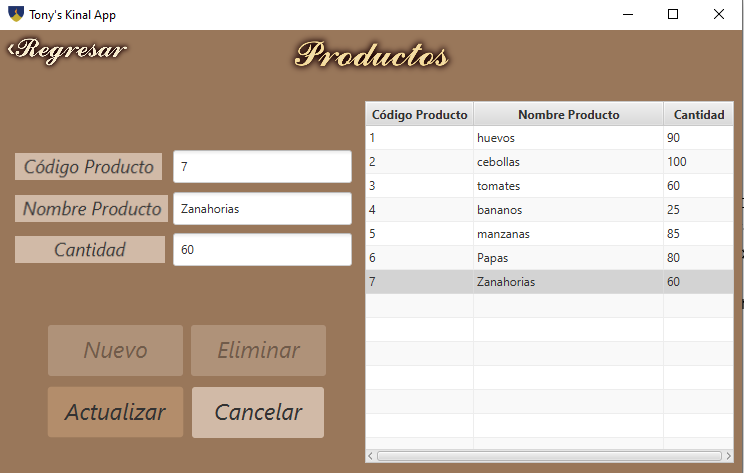 Tony's Kinal App
‹Regresar
Productos
Código Producto 7
Nombre Producto Zanahorias
Cantidad 60
Nuevo Eliminar
Actualizar Cancelar
Código Producto Nombre Producto Cantidad
1 huevos 90
2 cebollas 100
3 tomates 60
4 bananos 25
5 manzanas 85
6 Papas 80
7 Zanahorias 60